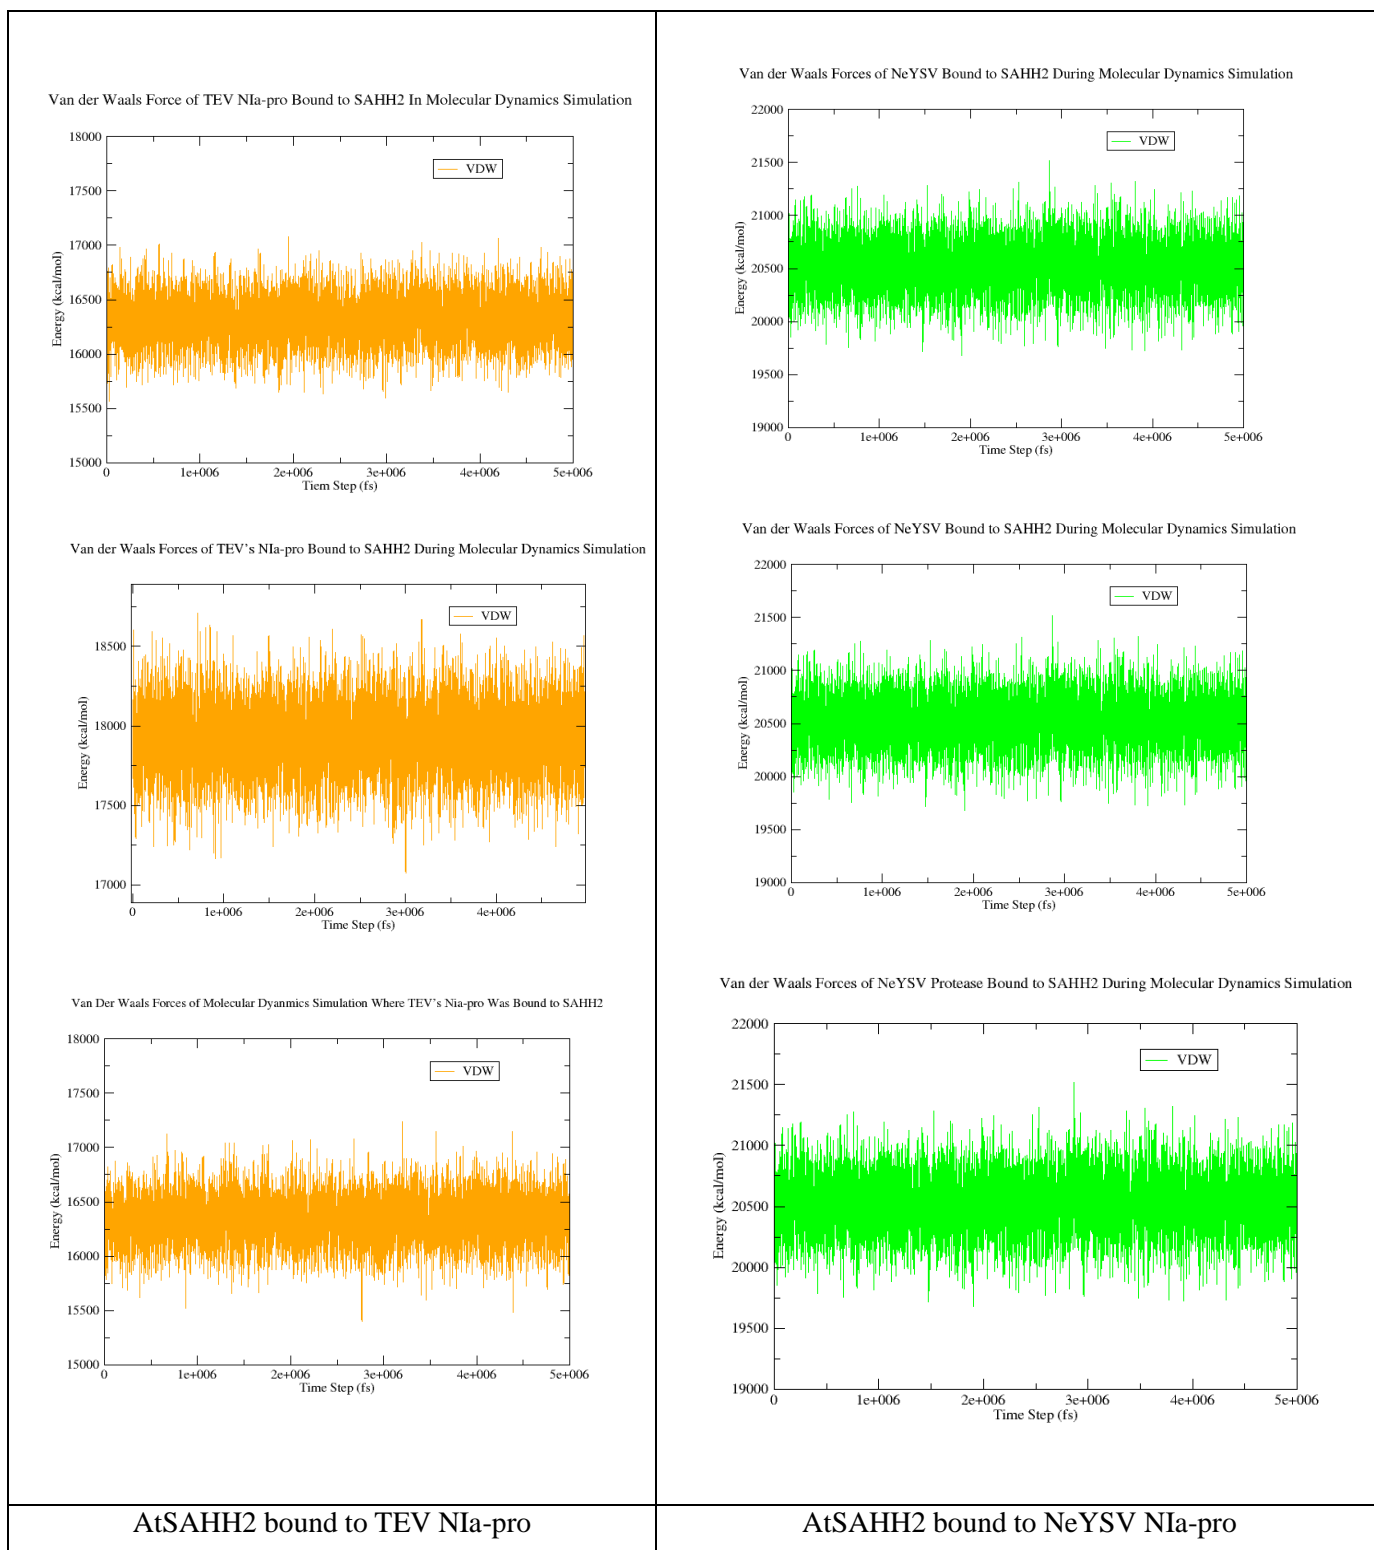 Van der Waals Force of TEV NIa-pro Bound to SAHH2 In Molecular Dynamics Simulation
18000
17500
17000
16500
16000
15500
15000
Energy (kcal/mol)
VDW
0 1e+006 2e+006 3e+006 4e+006 5e+006
Tiem Step (fs)
Van der Waals Forces of TEV's NIa-pro Bound to SAHH2 During Molecular Dynamics Simulation
18500
18000
17500
17000
Energy (kcal/mol)
VDW
0 1e+006 2e+006 3e+006 4e+006
Time Step (fs)
Van Der Waals Forces of Molecular Dyanmics Simulation Where TEV's Nia-pro Was Bound to SAHH2
18000
17500
17000
16500
16000
15500
15000
Energy (kcal/mol)
VDW
0 1e+006 2e+006 3e+006 4e+006 5e+006
Time Step (fs)
AtSAHH2 bound to TEV NIa-pro
Van der Waals Forces of NeYSV Bound to SAHH2 During Molecular Dynamics Simulation
22000
21500
21000
20500
20000
19500
19000
Energy (kcal/mol)
VDW
0 1e+006 2e+006 3e+006 4e+006 5e+006
Time Step (fs)
Van der Waals Forces of NeYSV Bound to SAHH2 During Molecular Dynamics Simulation
22000
21500
21000
20500
20000
19500
19000
Energy (kcal/mol)
VDW
0 1e+006 2e+006 3e+006 4e+006 5e+006
Time Step (fs)
Van der Waals Forces of NeYSV Protease Bound to SAHH2 During Molecular Dynamics Simulation
22000
21500
21000
20500
20000
19500
19000
Energy (kcal/mol)
VDW
0 1e+006 2e+006 3e+006 4e+006 5e+006
Time Step (fs)
AtSAHH2 bound to NeYSV NIa-pro